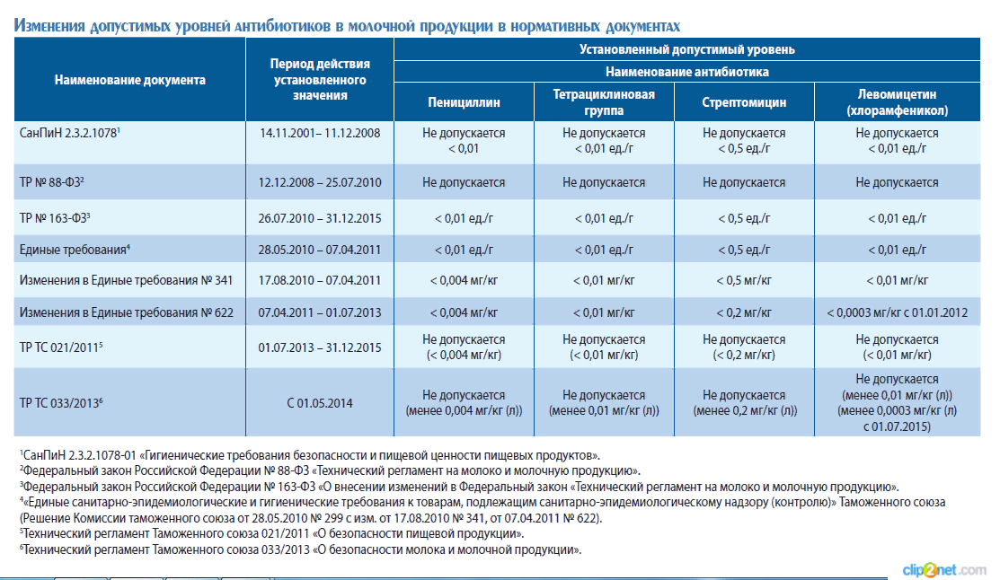 Изменения допустимых уровней антибиотиков в молочной продукции в нормативных документах
Наименование документа
Период действия
установленного
значения
Установленный допустимый уровень
Наименование антибиотика
Пенициллин
Тетрациклиновая
группа
Стрептомицин
Левомицетин
(хлорамфеникол)
СанПиН 2.3.2.1078¹
14.11.2001– 11.12.2008
Не допускается
< 0,01
Не допускается
< 0,01 ед./г
Не допускается
< 0,5 ед./г
Не допускается
< 0,01 ед./г
ТР № 88-ФЗ²
12.12.2008 – 25.07.2010
Не допускается
Не допускается
Не допускается
Не допускается
ТР № 163-ФЗ³
26.07.2010 – 31.12.2015
< 0,01 ед./г
< 0,01 ед./г
< 0,5 ед./г
< 0,01 ед./г
Единые требования⁴
28.05.2010 – 07.04.2011
< 0,01 ед./г
< 0,01 ед./г
< 0,5 ед./г
< 0,01 ед./г
Изменения в Единые требования № 341
17.08.2010 – 07.04.2011
< 0,004 мг/кг
< 0,01 мг/кг
< 0,5 мг/кг
< 0,01 мг/кг
Изменения в Единые требования № 622
07.04.2011 – 01.07.2013
< 0,004 мг/кг
< 0,01 мг/кг
< 0,2 мг/кг
< 0,0003 мг/кг с 01.01.2012
ТР ТС 021/2011⁵
01.07.2013 – 31.12.2015
Не допускается
(< 0,004 мг/кг)
Не допускается
(< 0,01 мг/кг)
Не допускается
(< 0,2 мг/кг)
Не допускается
(< 0,01 мг/кг)
ТР ТС 033/2013⁶
С 01.05.2014
Не допускается
(менее 0,004 мг/кг (л))
Не допускается
(менее 0,01 мг/кг (л))
Не допускается
(менее 0,2 мг/кг (л))
Не допускается
(менее 0,01 мг/кг (л))
(менее 0,0003 мг/кг (л)
с 01.07.2015)
¹СанПиН 2.3.2.1078-01 «Гигиенические требования безопасности и пищевой ценности пищевых продуктов».
²Федеральный закон Российской Федерации № 88-ФЗ «Технический регламент на молоко и молочную продукцию».
³Федеральный закон Российской Федерации № 163-ФЗ «О внесении изменений в Федеральный закон «Технический регламент на молоко и молочную продукцию».
⁴«Единые санитарно-эпидемиологические и гигиенические требования к товарам, подлежащим санитарно-эпидемиологическому надзору (контролю)» Таможенного союза
(Решение Комиссии таможенного союза от 28.05.2010 № 299 с изм. от 17.08.2010 № 341, от 07.04.2011 № 622).
⁵Технический регламент Таможенного союза 021/2011 «О безопасности пищевой продукции».
⁶Технический регламент Таможенного союза 033/2013 «О безопасности молока и молочной продукции».
clip2net.com